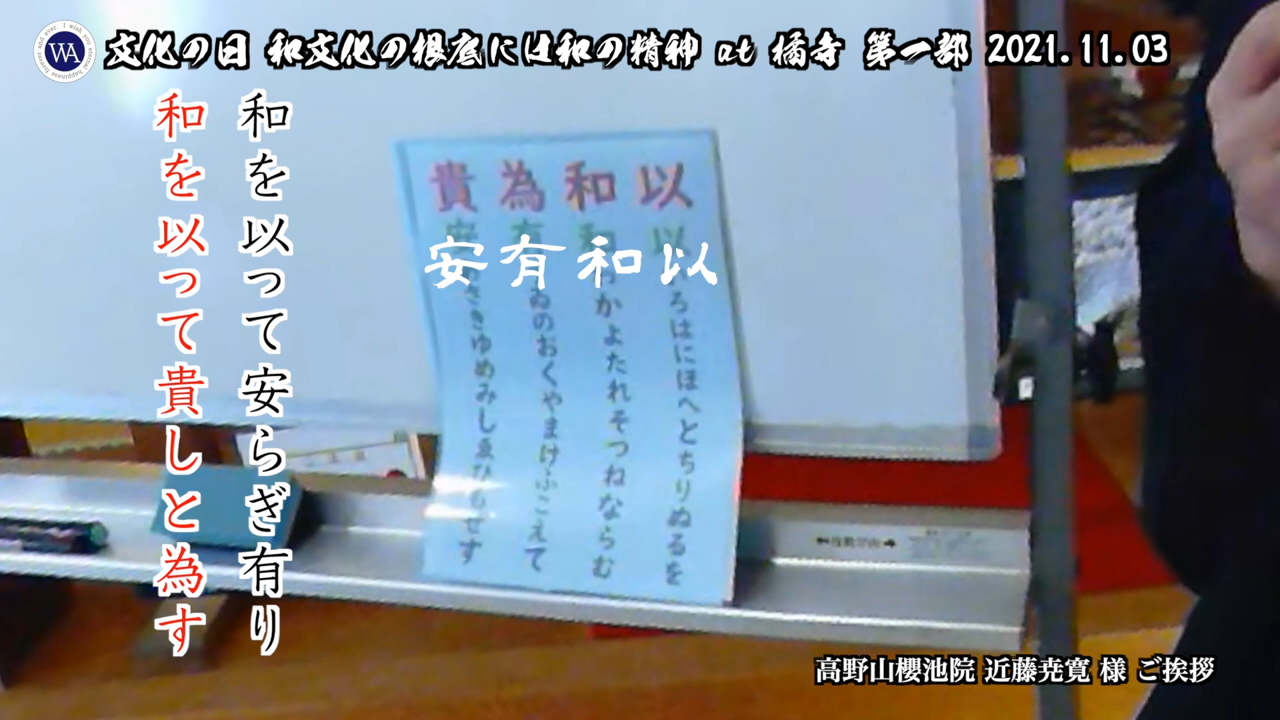 文化の日 和文化の根底には和の精神 at 橘寺 第一部 2021.11.03
WA
和を以って安らぎ有り
和を以って貴しと為す
以和為貴
以和有安
いろはにほへとちりぬるを
わかよたれそつねならむ
うゐのおくやまけふこえて
あさきゆめみしゑひもせす
高野山櫻池院 近藤尭寛 様 ご挨拶